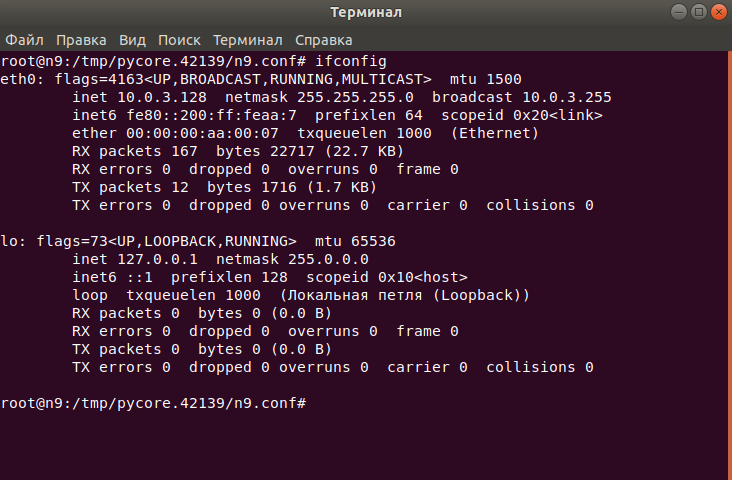 Терминал
Файл Правка Вид Поиск Терминал Справка
root@n9:/tmp/pycore.42139/n9.conf# ifconfig
eth0: flags=4163<UP,BROADCAST,RUNNING,MULTICAST>  mtu 1500
        inet 10.0.3.128  netmask 255.255.255.0  broadcast 10.0.3.255
        inet6 fe80::200:ff:feaa:7  prefixlen 64  scopeid 0x20<link>
        ether 00:00:00:aa:00:07  txqueuelen 1000  (Ethernet)
        RX packets 167  bytes 22717 (22.7 KB)
        RX errors 0  dropped 0  overruns 0  frame 0
        TX packets 12  bytes 1716 (1.7 KB)
        TX errors 0  dropped 0 overruns 0  carrier 0  collisions 0

lo: flags=73<UP,LOOPBACK,RUNNING>  mtu 65536
        inet 127.0.0.1  netmask 255.0.0.0
        inet6 ::1  prefixlen 128  scopeid 0x10<host>
        loop  txqueuelen 1000  (Локальная петля (Loopback))
        RX packets 0  bytes 0 (0.0 B)
        RX errors 0  dropped 0  overruns 0  frame 0
        TX packets 0  bytes 0 (0.0 B)
        TX errors 0  dropped 0 overruns 0  carrier 0  collisions 0

root@n9:/tmp/pycore.42139/n9.conf#